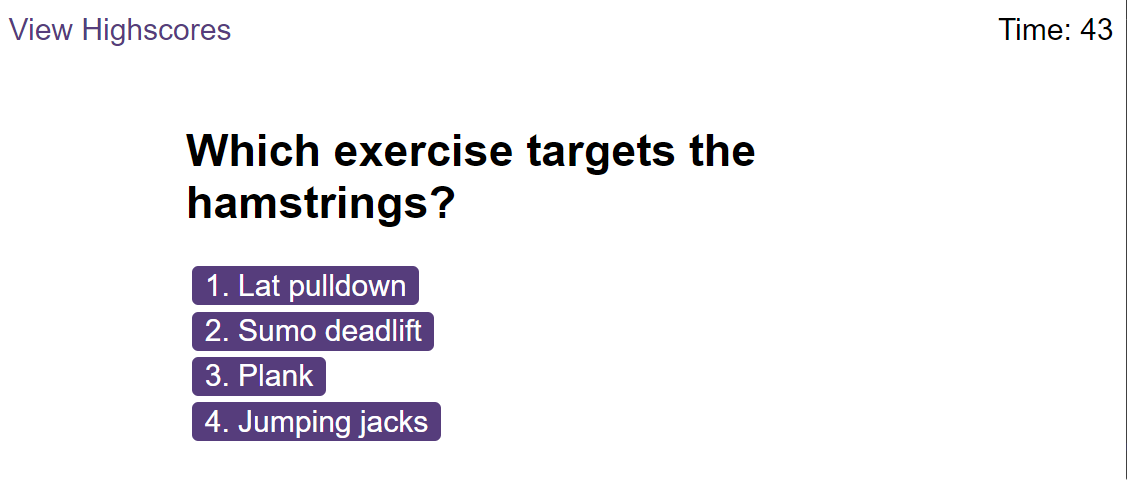 View Highscores
Time: 43
Which exercise targets the
hamstrings?
1. Lat pulldown
2. Sumo deadlift
3. Plank
4. Jumping jacks